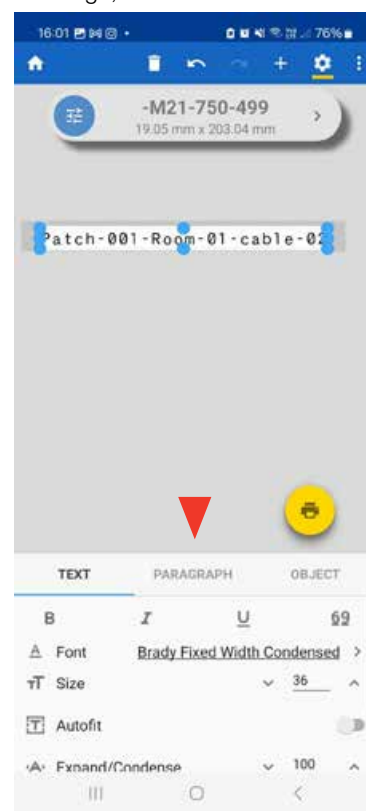 16:01 76%
-M21-750-499
19.05 mm x 203.04 mm
Patch-001-Room-01-cable-02
TEXT PARAGRAPH OBJECT
B I U 69
A Font Brady Fixed Width Condensed >
TT Size 36
T Autofit
A Expand/Condense 100